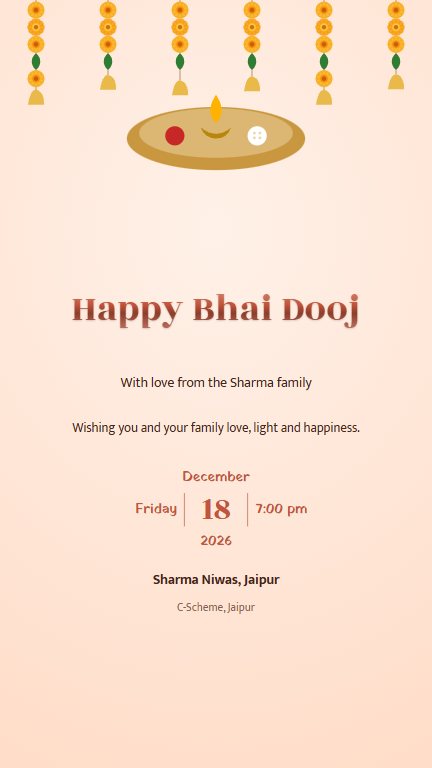 Happy Bhai Dooj
With love from the Sharma family
Wishing you and your family love, light and happiness.
December
Friday 18 7:00 pm
2026
Sharma Niwas, Jaipur
C-Scheme, Jaipur